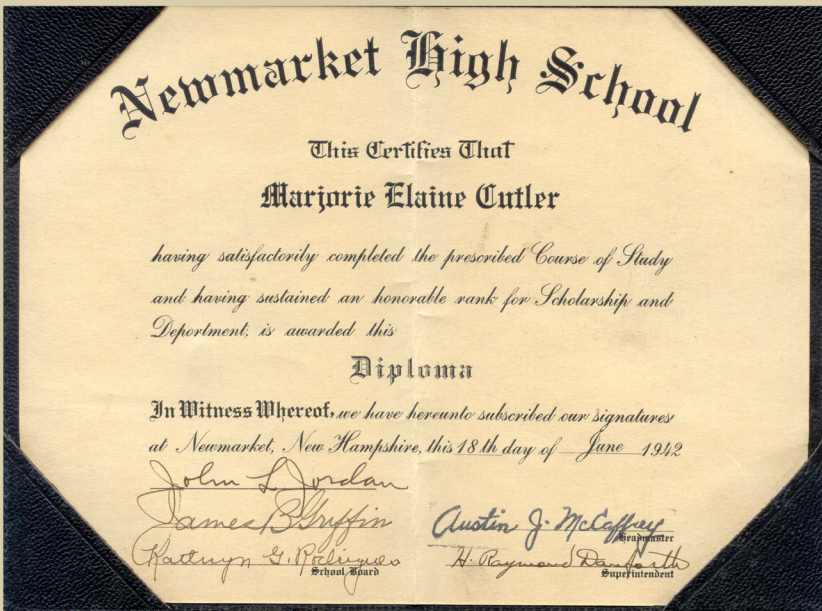 Newmarket High School
This Certifies That
Marjorie Elaine Cutler
having satisfactorily completed the prescribed Course of Study
and having sustained an honorable rank for Scholarship and
Deportment, is awarded this
Diploma
In Witness Whereof, we have hereunto subscribed our signatures
at Newmarket, New Hampshire, this 18th day of June 1942
John L Jordan
James B Griffin
Austin J. McCaffrey
Headmaster
Kathryn G. Rodrigues
School Board
H. Raymond Danforth
Superintendent